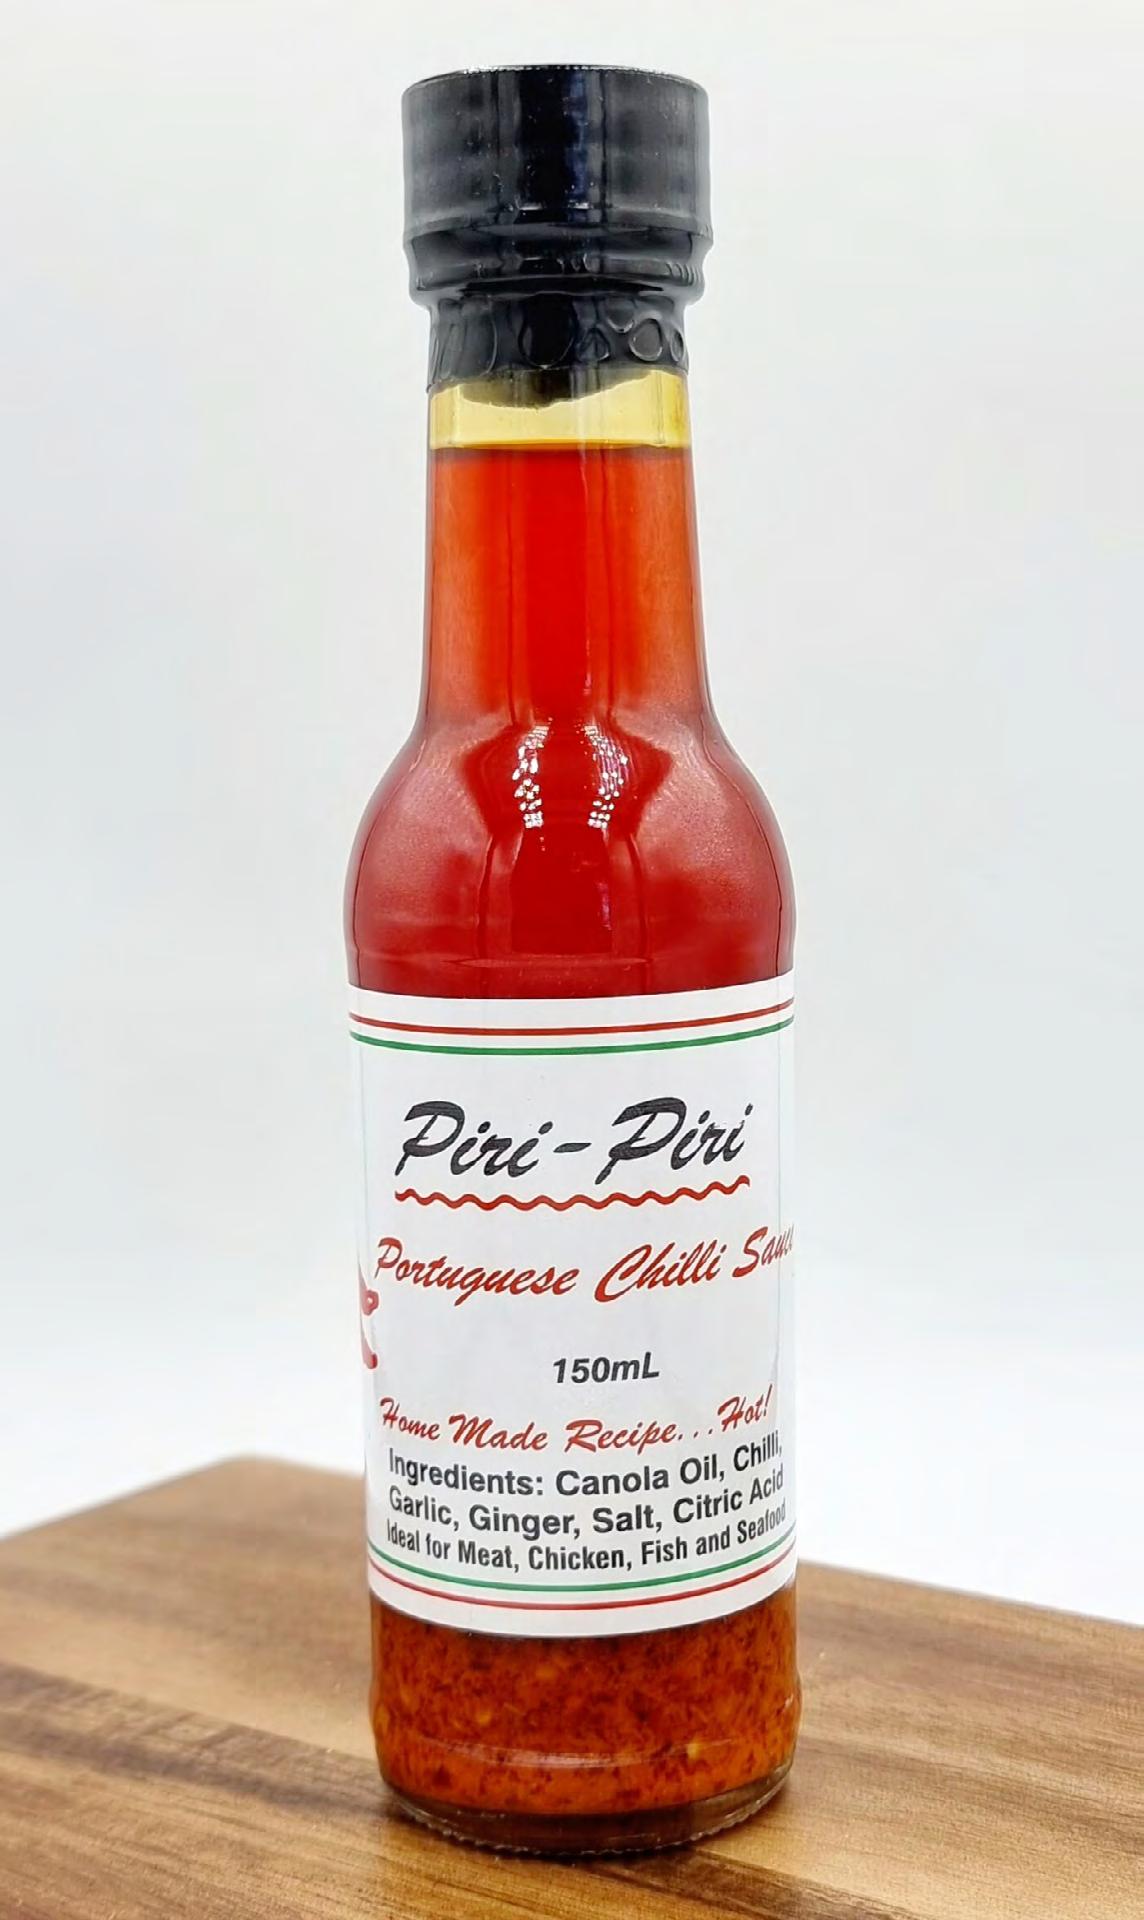 Piri-Piri
Portuguese Chilli Sauce
150mL
Home Made Recipe...Hot!
Ingredients: Canola Oil, Chilli,
Garlic, Ginger, Salt, Citric Acid
Ideal for Meat, Chicken, Fish and Seafood